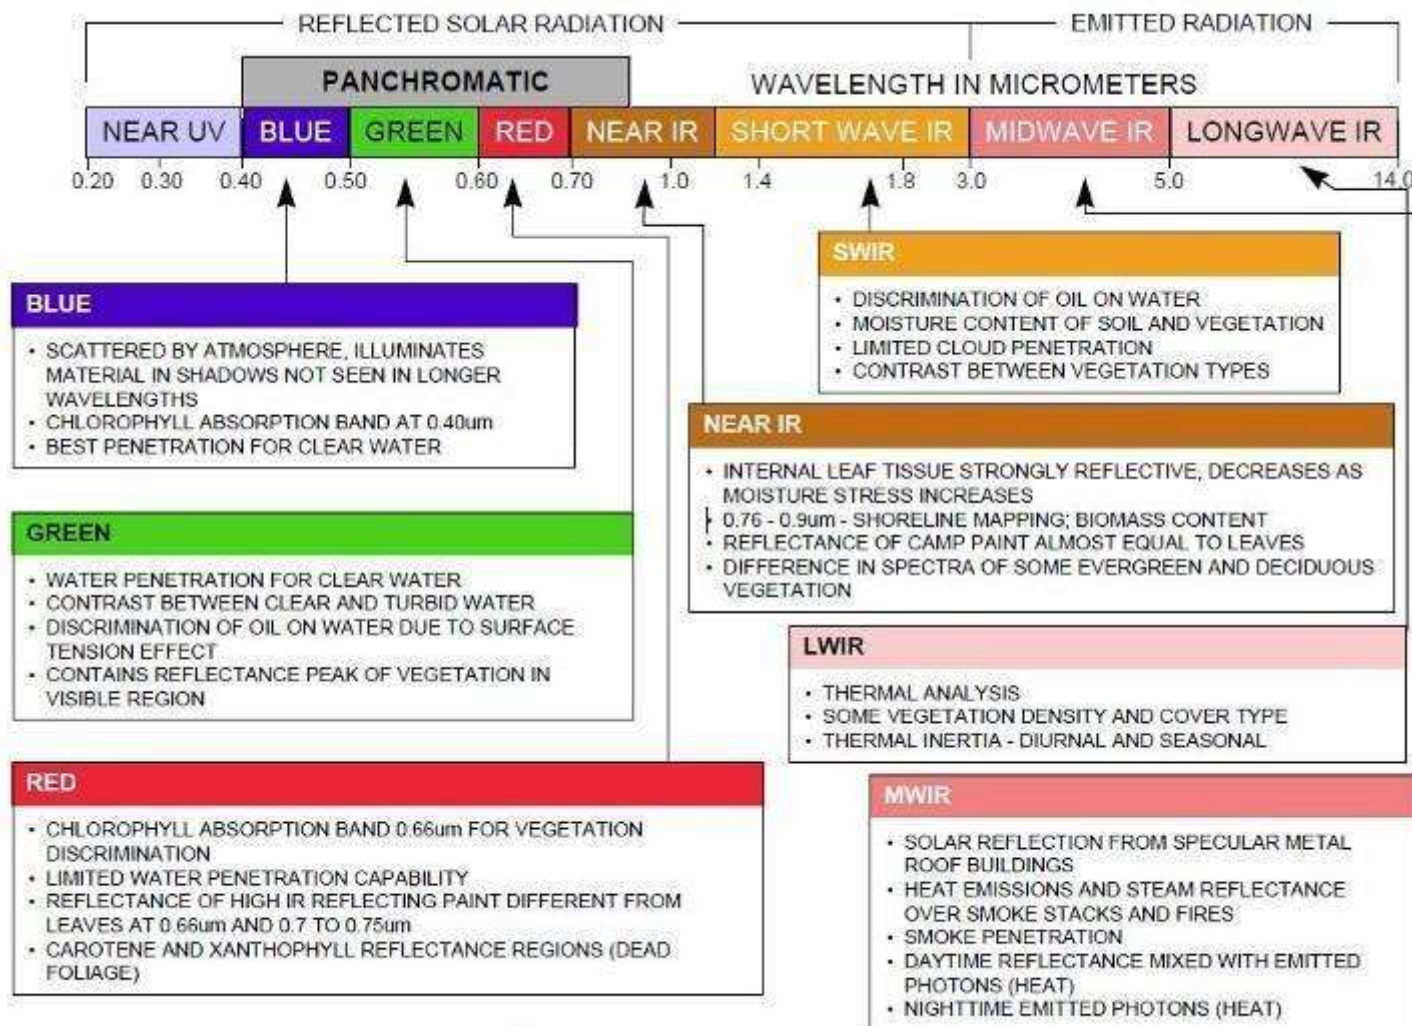 REFLECTED SOLAR RADIATION
EMITTED RADIATION
PANCHROMATIC
WAVELENGTH IN MICROMETERS
NEAR UV
BLUE
GREEN
RED
NEAR IR
SHORT WAVE IR
MIDWAVE IR
LONGWAVE IR
0.20 0.30 0.40 0.50 0.60 0.70 1.0 1.4 1.8 3.0 5.0 14.0
BLUE
• SCATTERED BY ATMOSPHERE, ILLUMINATES
MATERIAL IN SHADOWS NOT SEEN IN LONGER
WAVELENGTHS
• CHLOROPHYLL ABSORPTION BAND AT 0.40um
• BEST PENETRATION FOR CLEAR WATER
GREEN
• WATER PENETRATION FOR CLEAR WATER
• CONTRAST BETWEEN CLEAR AND TURBID WATER
• DISCRIMINATION OF OIL ON WATER DUE TO SURFACE
TENSION EFFECT
• CONTAINS REFLECTANCE PEAK OF VEGETATION IN
VISIBLE REGION
RED
• CHLOROPHYLL ABSORPTION BAND 0.66um FOR VEGETATION
DISCRIMINATION
• LIMITED WATER PENETRATION CAPABILITY
• REFLECTANCE OF HIGH IR REFLECTING PAINT DIFFERENT FROM
LEAVES AT 0.66um AND 0.7 TO 0.75um
• CAROTENE AND XANTHOPHYLL REFLECTANCE REGIONS (DEAD
FOLIAGE)
SWIR
• DISCRIMINATION OF OIL ON WATER
• MOISTURE CONTENT OF SOIL AND VEGETATION
• LIMITED CLOUD PENETRATION
• CONTRAST BETWEEN VEGETATION TYPES
NEAR IR
• INTERNAL LEAF TISSUE STRONGLY REFLECTIVE, DECREASES AS
MOISTURE STRESS INCREASES
• 0.76 - 0.9um - SHORELINE MAPPING; BIOMASS CONTENT
• REFLECTANCE OF CAMP PAINT ALMOST EQUAL TO LEAVES
• DIFFERENCE IN SPECTRA OF SOME EVERGREEN AND DECIDUOUS
VEGETATION
LWIR
• THERMAL ANALYSIS
• SOME VEGETATION DENSITY AND COVER TYPE
• THERMAL INERTIA - DIURNAL AND SEASONAL
MWIR
• SOLAR REFLECTION FROM SPECULAR METAL
ROOF BUILDINGS
• HEAT EMISSIONS AND STEAM REFLECTANCE
OVER SMOKE STACKS AND FIRES
• SMOKE PENETRATION
• DAYTIME REFLECTANCE MIXED WITH EMITTED
PHOTONS (HEAT)
• NIGHTTIME EMITTED PHOTONS (HEAT)